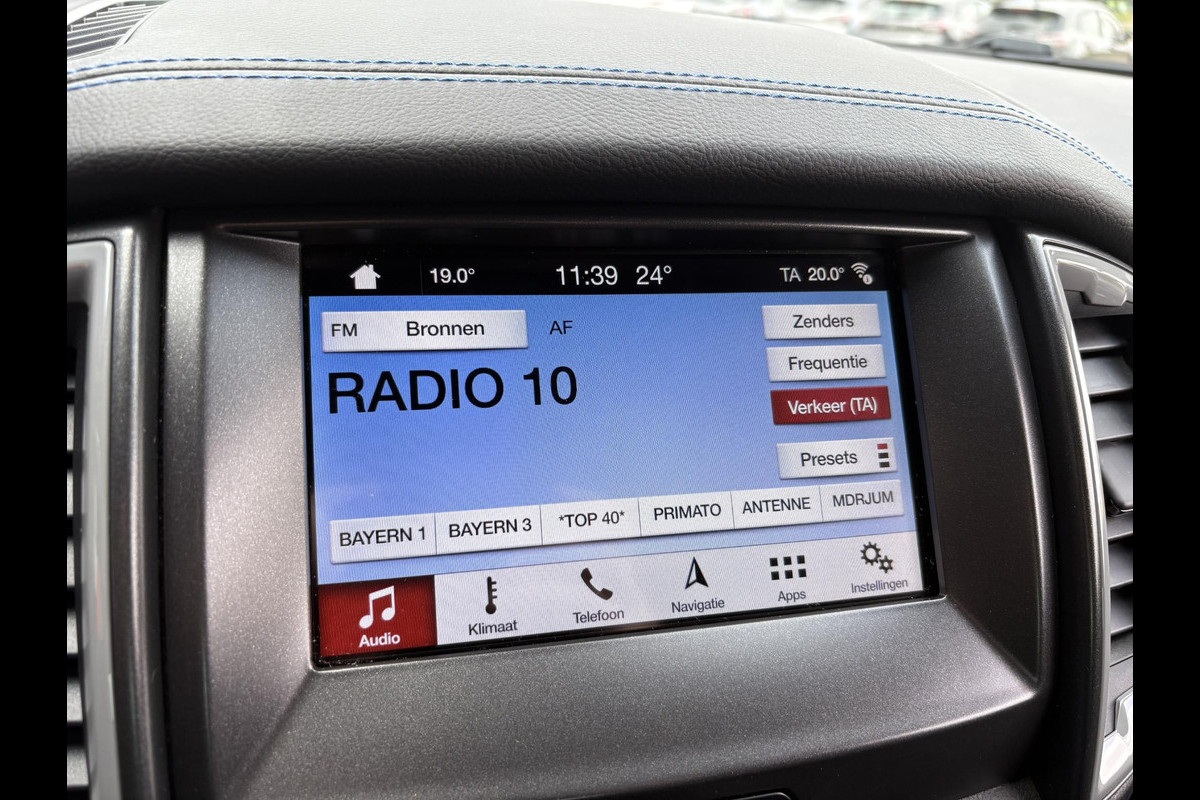 19.0° 11:39 24° TA 20.0°
FM Bronnen AF
Zenders
Frequentie
RADIO 10
Verkeer (TA)
Presets
BAYERN 1 BAYERN 3 *TOP 40* PRIMATO ANTENNE MDRJUM
Audio Klimaat Telefoon Navigatie Apps Instellingen